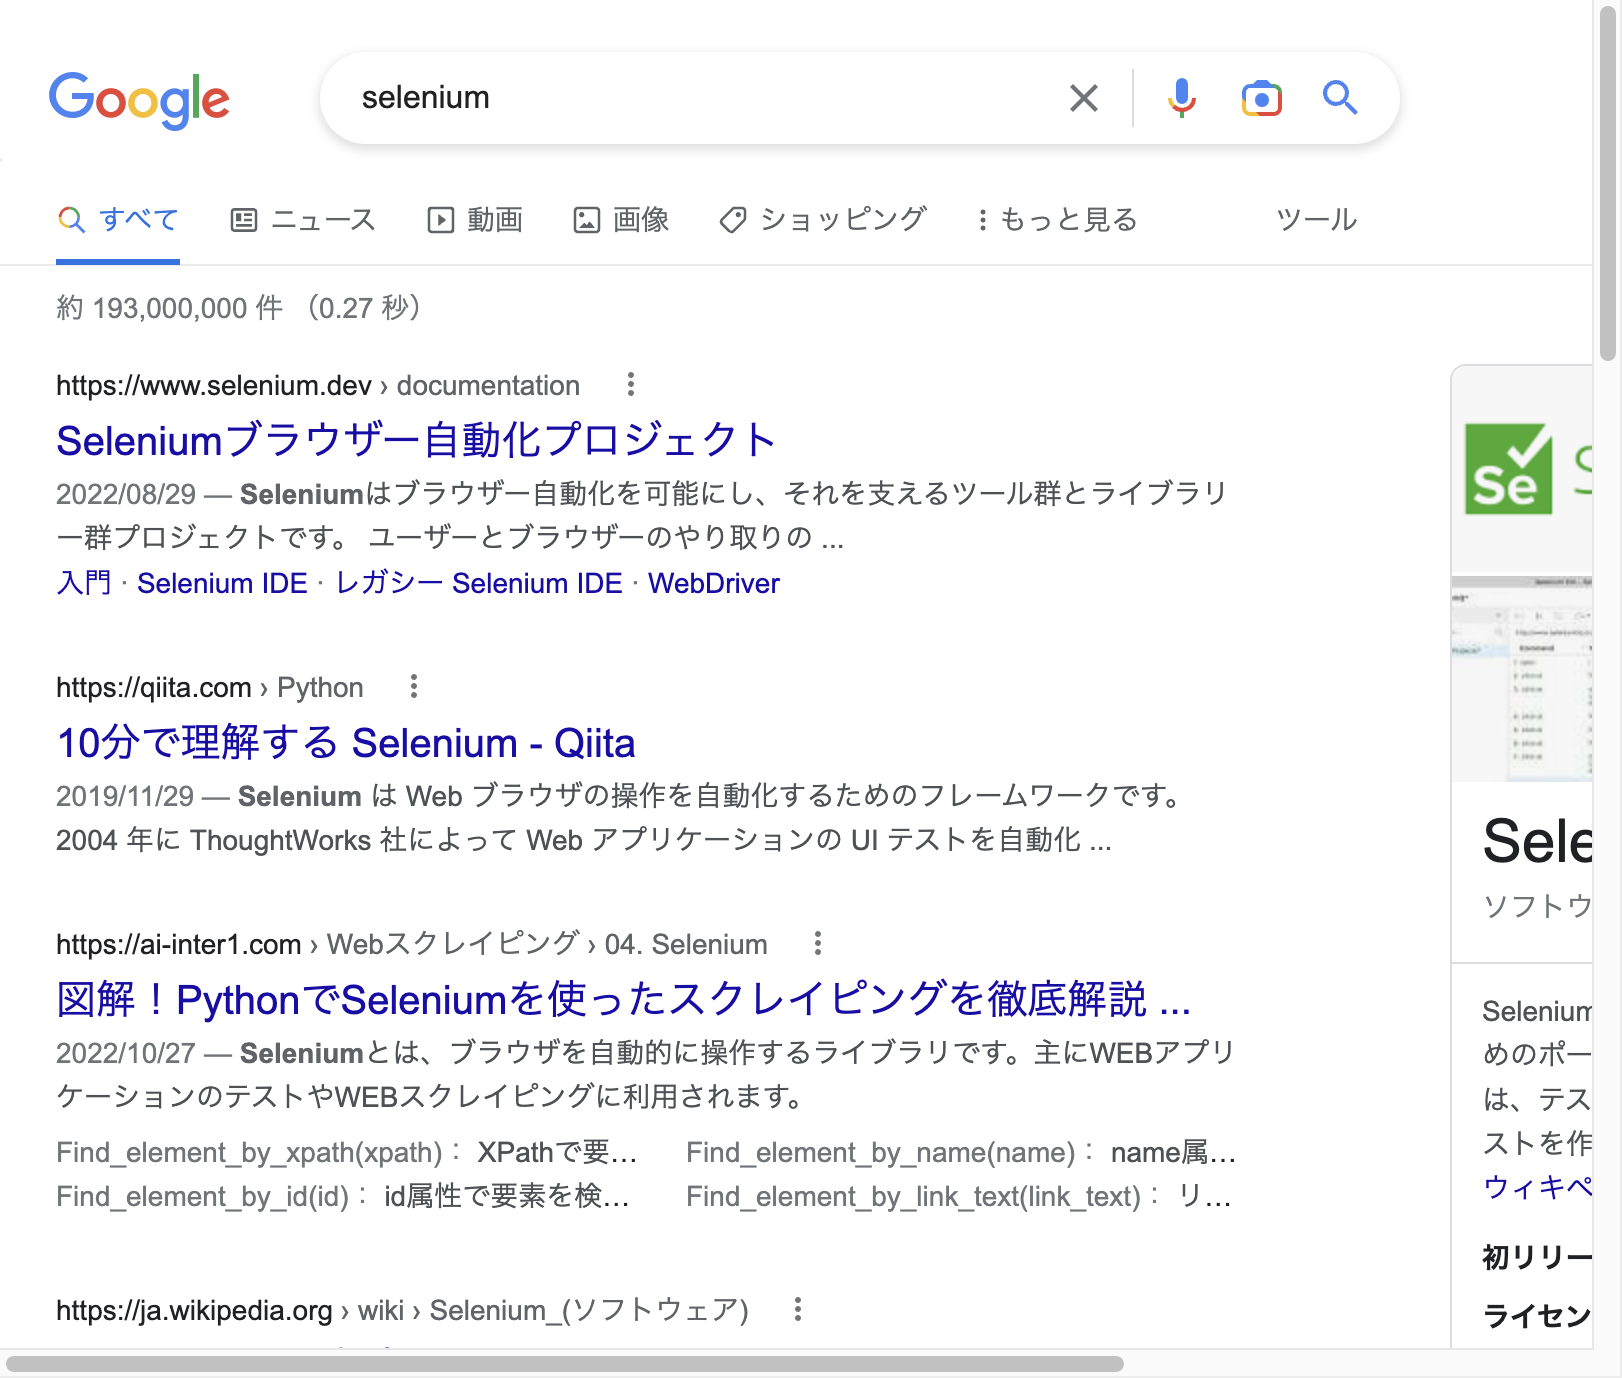 Google
selenium
すべて ニュース 動画 画像 ショッピング もっと見る ツール
約 193,000,000 件 (0.27 秒)
https://www.selenium.dev › documentation
Seleniumブラウザー自動化プロジェクト
2022/08/29 — Seleniumはブラウザー自動化を可能にし、それを支えるツール群とライブラリ
ー群プロジェクトです。 ユーザーとブラウザーのやり取りの ...
入門 · Selenium IDE · レガシー Selenium IDE · WebDriver
https://qiita.com › Python
10分で理解する Selenium - Qiita
2019/11/29 — Selenium は Web ブラウザの操作を自動化するためのフレームワークです。
2004 年に ThoughtWorks 社によって Web アプリケーションの UI テストを自動化 ...
https://ai-inter1.com › Webスクレイピング › 04. Selenium
図解！PythonでSeleniumを使ったスクレイピングを徹底解説 ...
2022/10/27 — Seleniumとは、ブラウザを自動的に操作するライブラリです。主にWEBアプリ
ケーションのテストやWEBスクレイピングに利用されます。
Find_element_by_xpath(xpath)： XPathで要… Find_element_by_name(name)： name属…
Find_element_by_id(id)： id属性で要素を検… Find_element_by_link_text(link_text)： リ…
https://ja.wikipedia.org › wiki › Selenium_(ソフトウェア)
Se
Sele
ソフトウ
Selenium
めのポー
は、テス
ストを作
ウィキペ
初リリー
ライセン